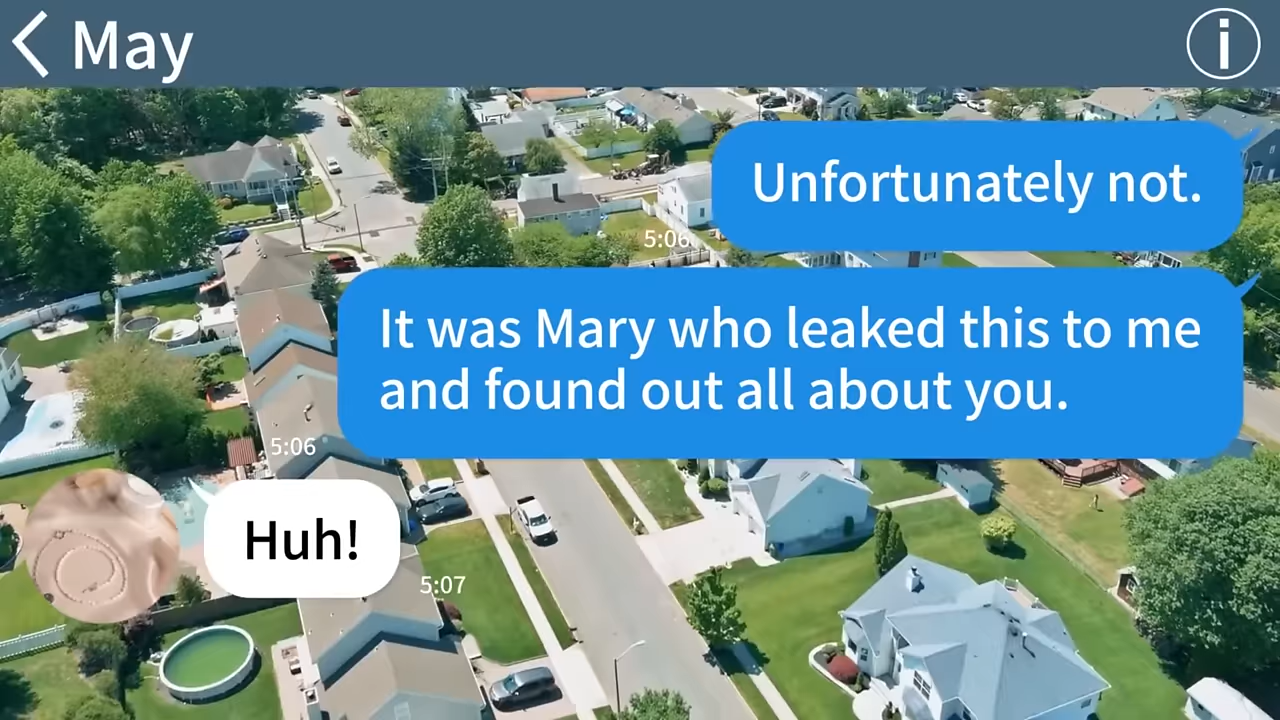 May
Unfortunately not.
5:06
It was Mary who leaked this to me
and found out all about you.
5:06
Huh!
5:07